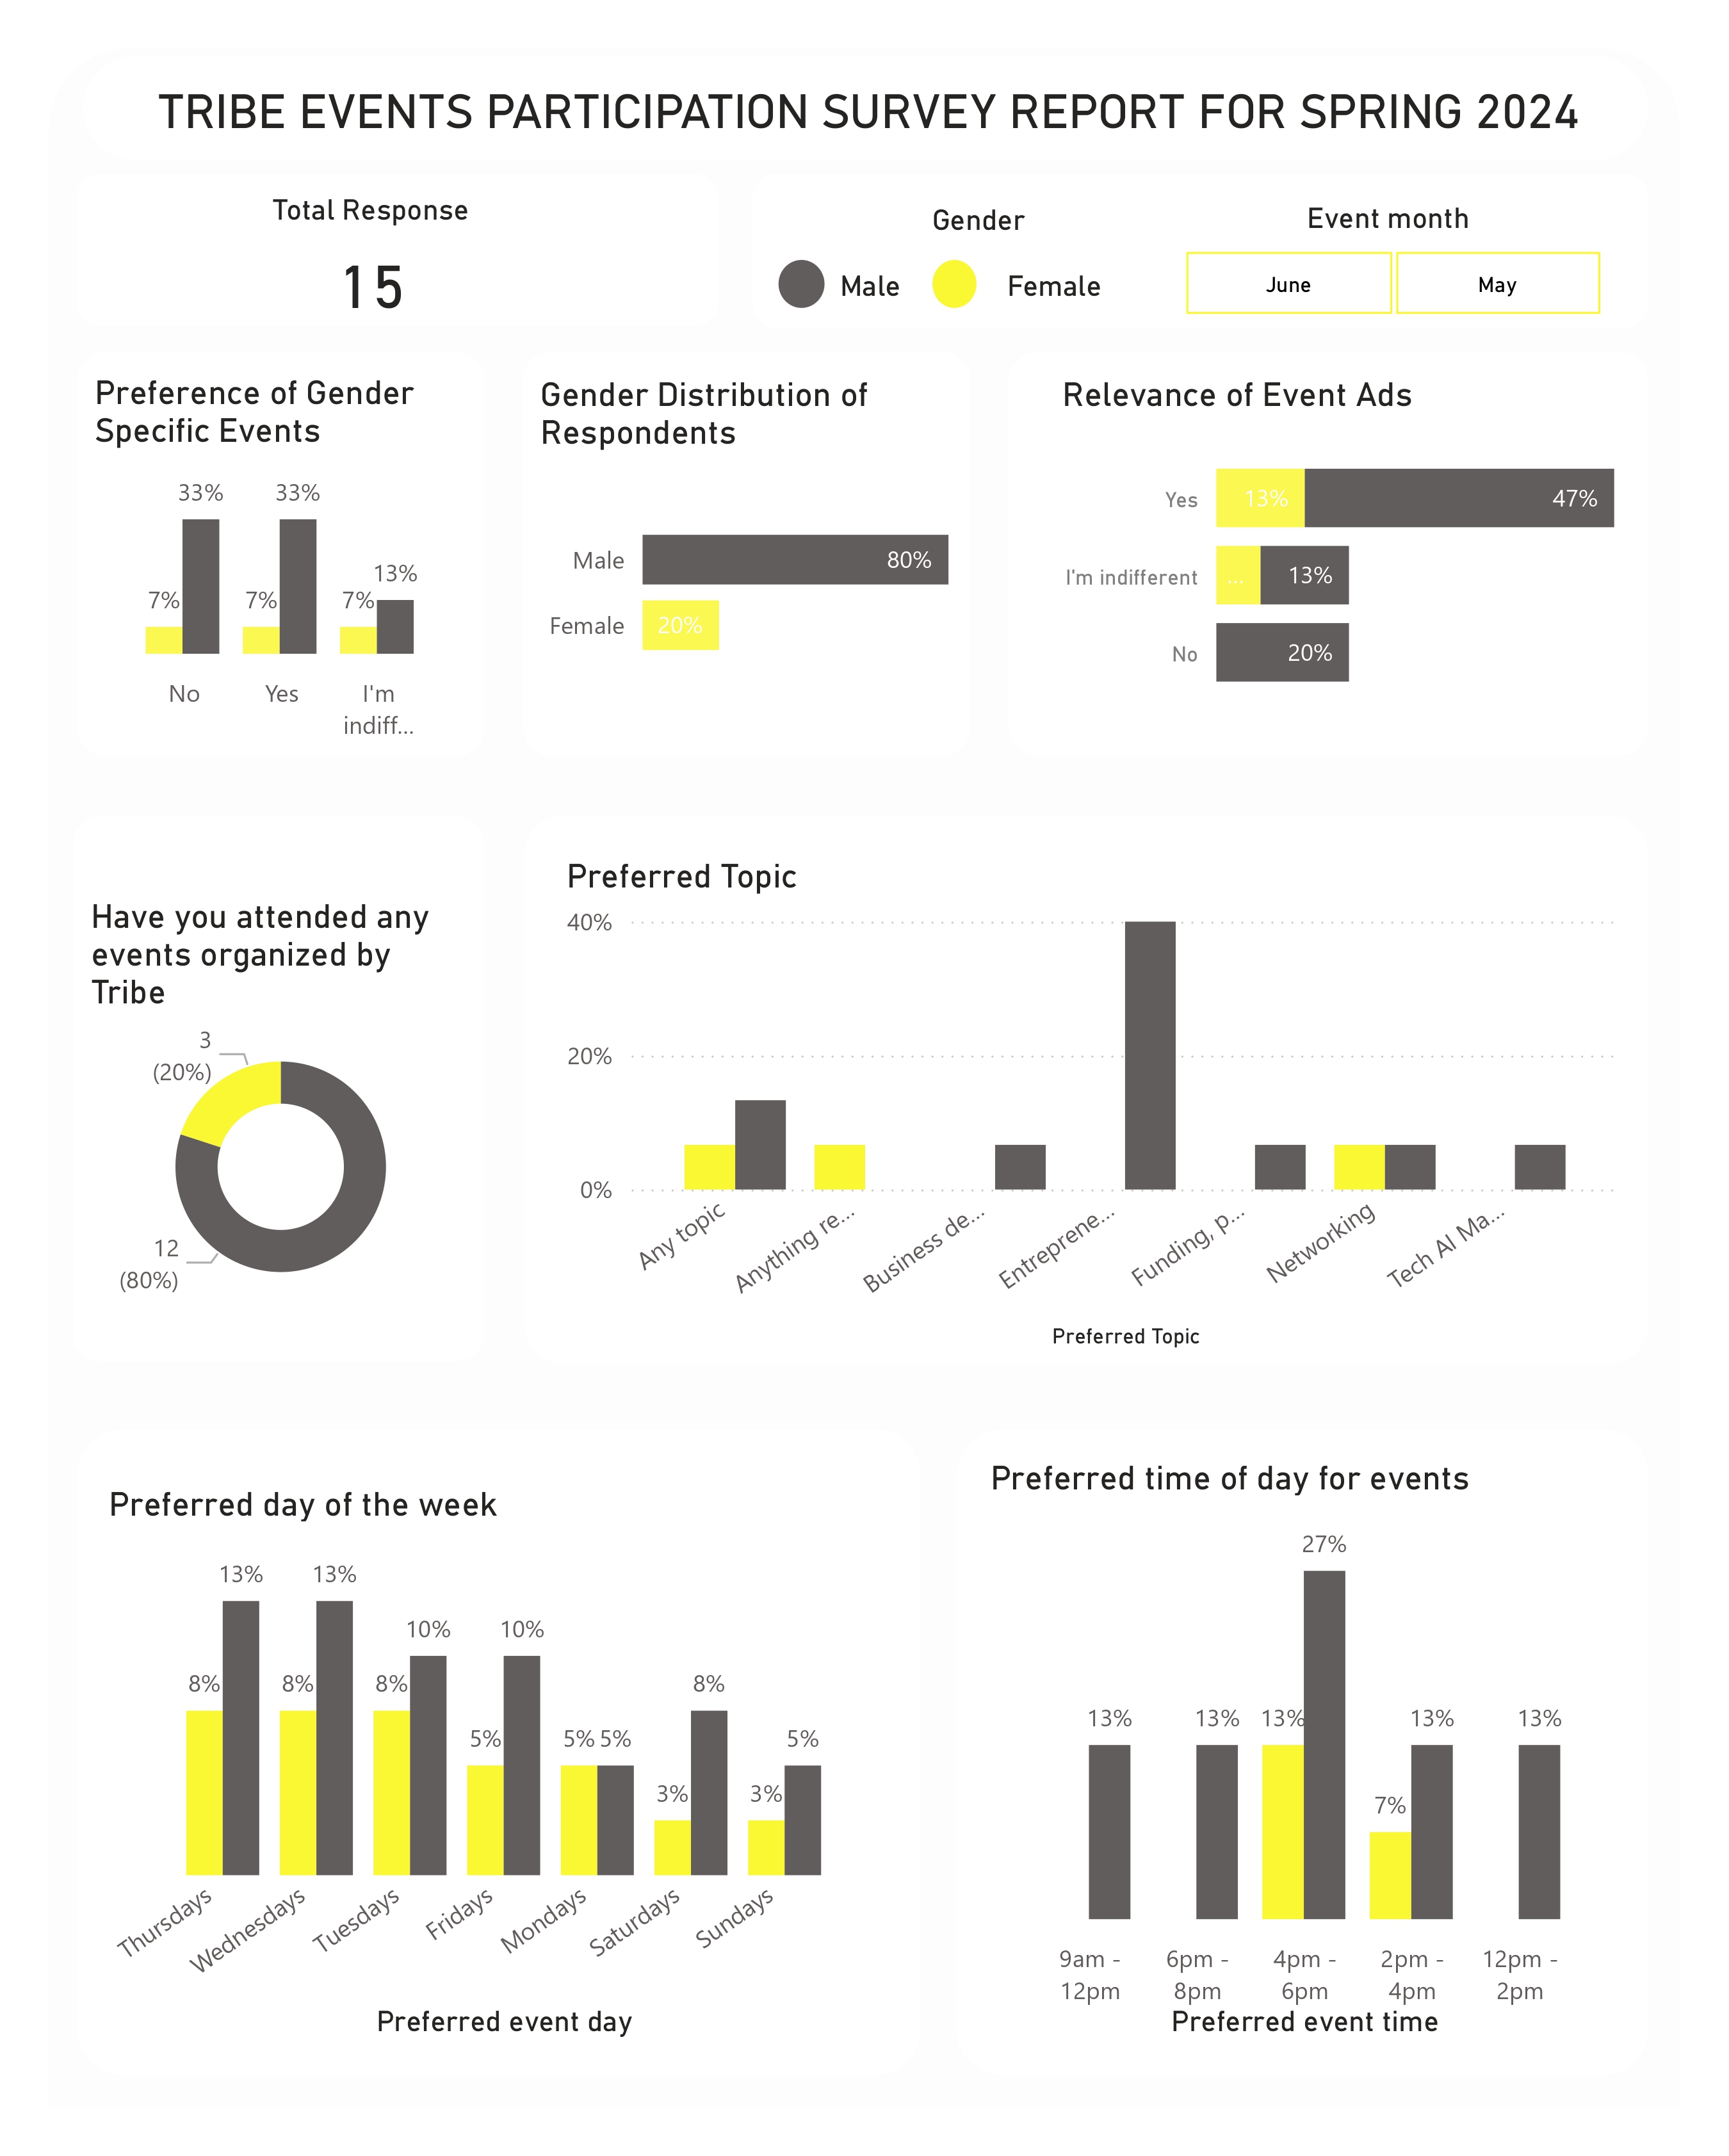 TRIBE EVENTS PARTICIPATION SURVEY REPORT FOR SPRING 2024
Total Response
15
Gender
Male
Female
Event month
June
May
Preference of Gender
Specific Events
33%
33%
13%
7%
7%
7%
No
Yes
I'm
indiff...
Gender Distribution of
Respondents
Male
80%
Female
20%
Relevance of Event Ads
Yes
13%
47%
I'm indifferent
...
13%
No
20%
Have you attended any
events organized by
Tribe
3
(20%)
12
(80%)
Preferred Topic
40%
20%
0%
Any topic
Anything re...
Business de...
Entreprene...
Funding, p...
Networking
Tech AI Ma...
Preferred Topic
Preferred day of the week
8%
13%
8%
13%
8%
10%
5%
10%
5%
5%
3%
8%
3%
5%
Thursdays
Wednesdays
Tuesdays
Fridays
Mondays
Saturdays
Sundays
Preferred event day
Preferred time of day for events
13%
13%
13%
27%
7%
13%
13%
9am -
12pm
6pm -
8pm
4pm -
6pm
2pm -
4pm
12pm -
2pm
Preferred event time